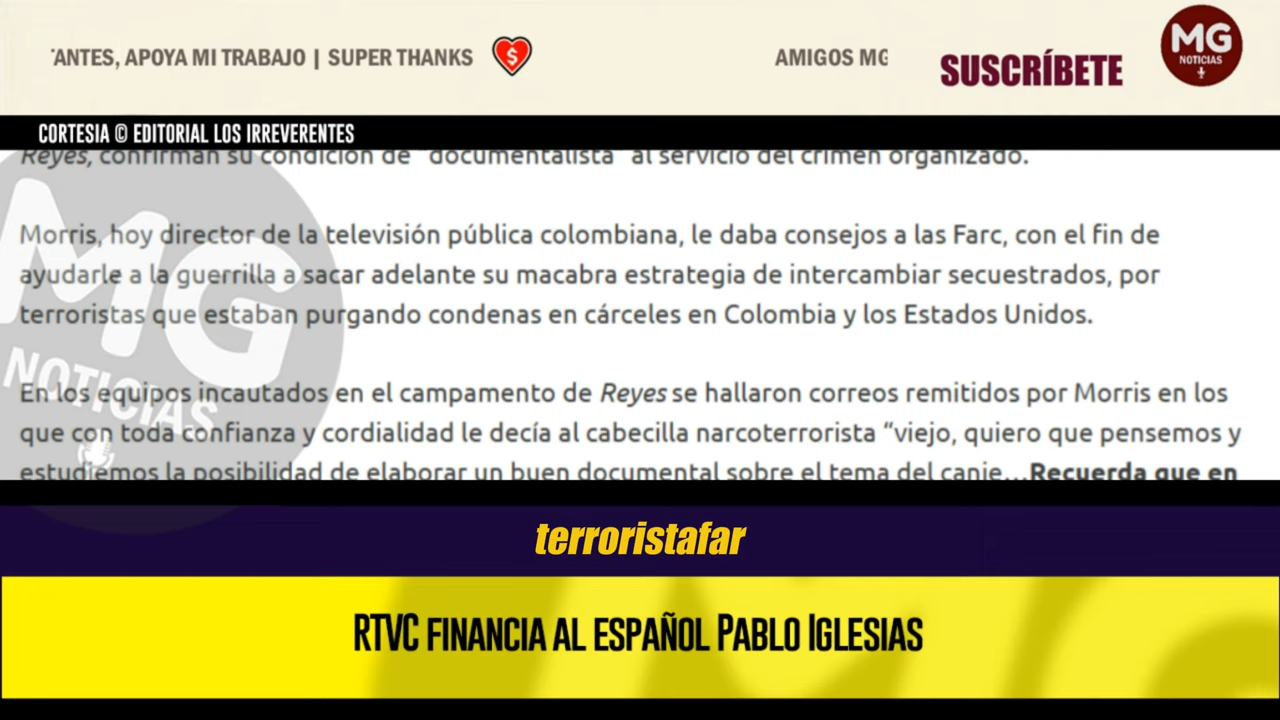 'ANTES, APOYA MI TRABAJO | SUPER THANKS
AMIGOS MG
SUSCRÍBETE
MG
NOTICIAS
CORTESIA © EDITORIAL LOS IRREVERENTES
Reyes, confirman su condición de "documentalista" al servicio del crimen organizado.
Morris, hoy director de la televisión pública colombiana, le daba consejos a las Farc, con el fin de
ayudarle a la guerrilla a sacar adelante su macabra estrategia de intercambiar secuestrados, por
terroristas que estaban purgando condenas en cárceles en Colombia y los Estados Unidos.
En los equipos incautados en el campamento de Reyes se hallaron correos remitidos por Morris en los
que con toda confianza y cordialidad le decía al cabecilla narcoterrorista “viejo, quiero que pensemos y
estudiemos la posibilidad de elaborar un buen documental sobre el tema del canje…Recuerda que en
MG
NOTICIAS
terroristafar
RTVC FINANCIA AL ESPAÑOL PABLO IGLESIAS